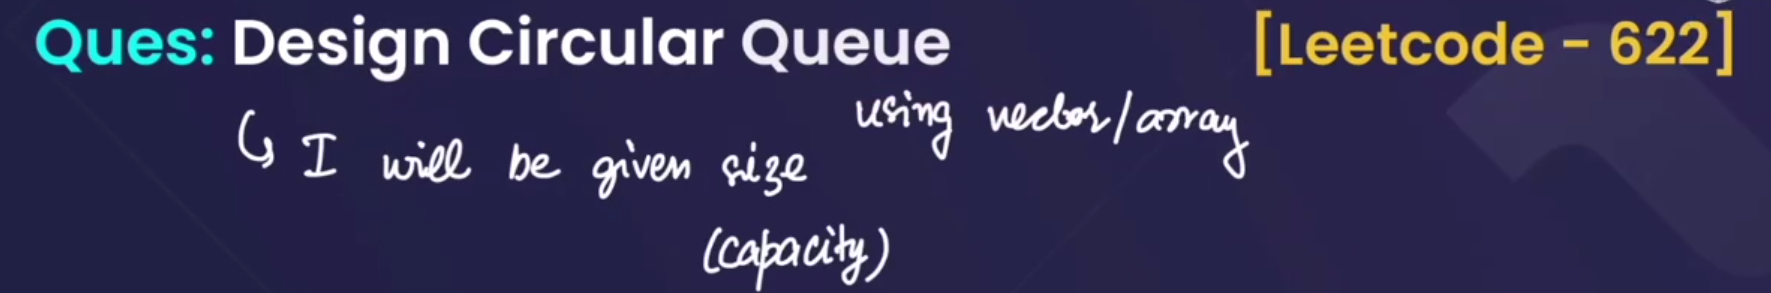 Ques: Design Circular Queue [Leetcode - 622]
using vector/array
↳ I will be given size
(capacity)